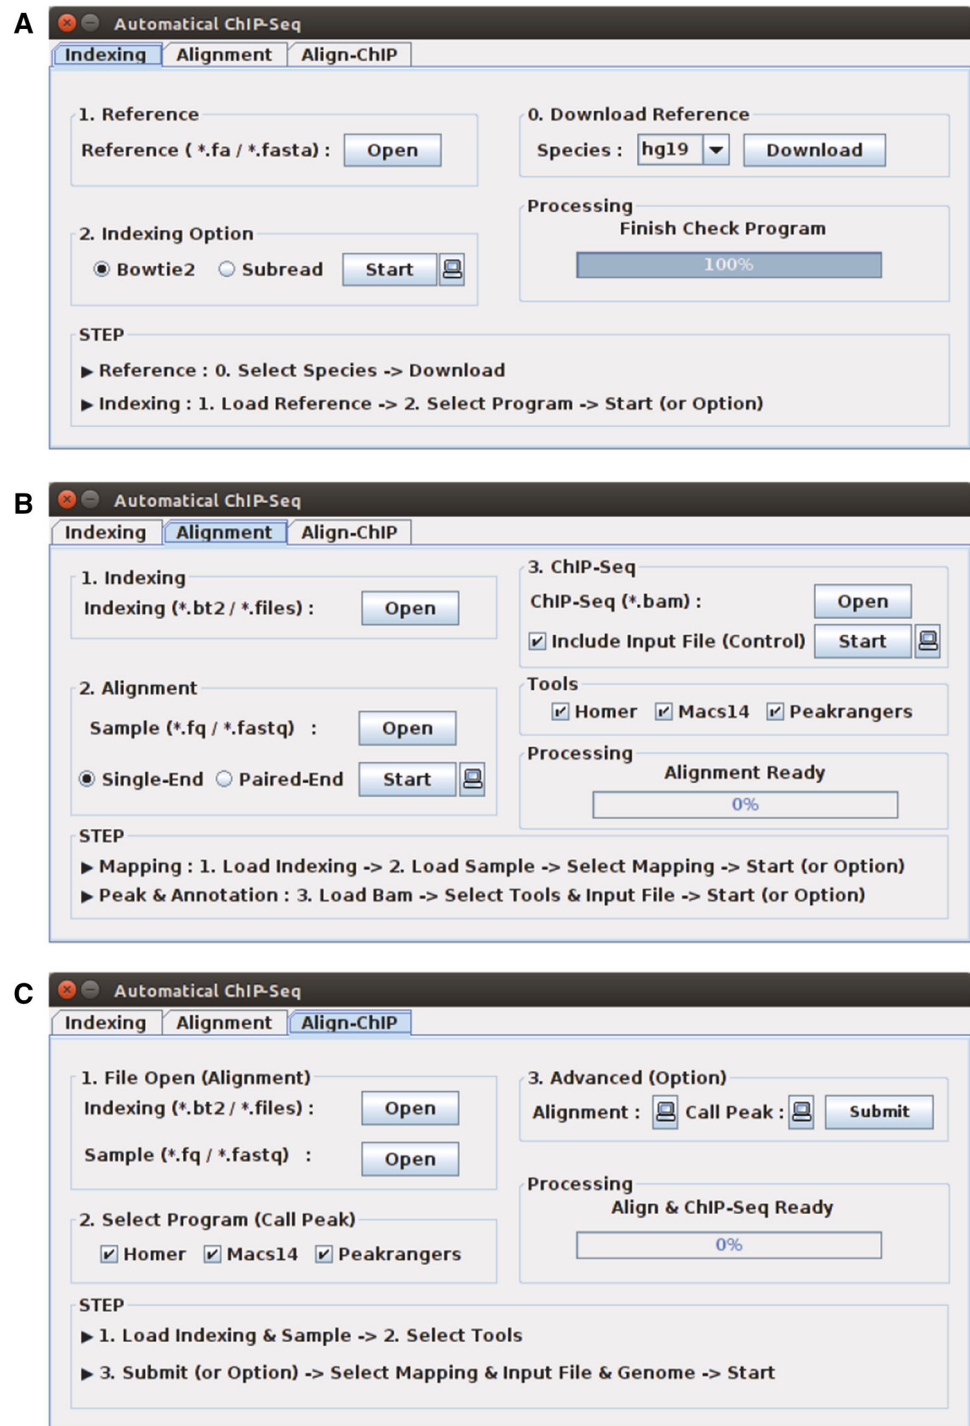 A
Automatical ChIP-Seq
Indexing Alignment Align-ChIP
1. Reference
Reference ( *.fa / *.fasta) : Open
0. Download Reference
Species : hg19 Download
2. Indexing Option
Bowtie2 Subread Start
Processing
Finish Check Program
100%
STEP
▶ Reference : 0. Select Species -> Download
▶ Indexing : 1. Load Reference -> 2. Select Program -> Start (or Option)
B
Automatical ChIP-Seq
Indexing Alignment Align-ChIP
1. Indexing
Indexing (*.bt2 / *.files) : Open
2. Alignment
Sample (*.fq / *.fastq) : Open
Single-End Paired-End Start
3. ChIP-Seq
ChIP-Seq (*.bam) : Open
Include Input File (Control) Start
Tools
Homer Macs14 Peakrangers
Processing
Alignment Ready
0%
STEP
▶ Mapping : 1. Load Indexing -> 2. Load Sample -> Select Mapping -> Start (or Option)
▶ Peak & Annotation : 3. Load Bam -> Select Tools & Input File -> Start (or Option)
C
Automatical ChIP-Seq
Indexing Alignment Align-ChIP
1. File Open (Alignment)
Indexing (*.bt2 / *.files) : Open
Sample (*.fq / *.fastq) : Open
2. Select Program (Call Peak)
Homer Macs14 Peakrangers
3. Advanced (Option)
Alignment : Call Peak : Submit
Processing
Align & ChIP-Seq Ready
0%
STEP
▶ 1. Load Indexing & Sample -> 2. Select Tools
▶ 3. Submit (or Option) -> Select Mapping & Input File & Genome -> Start